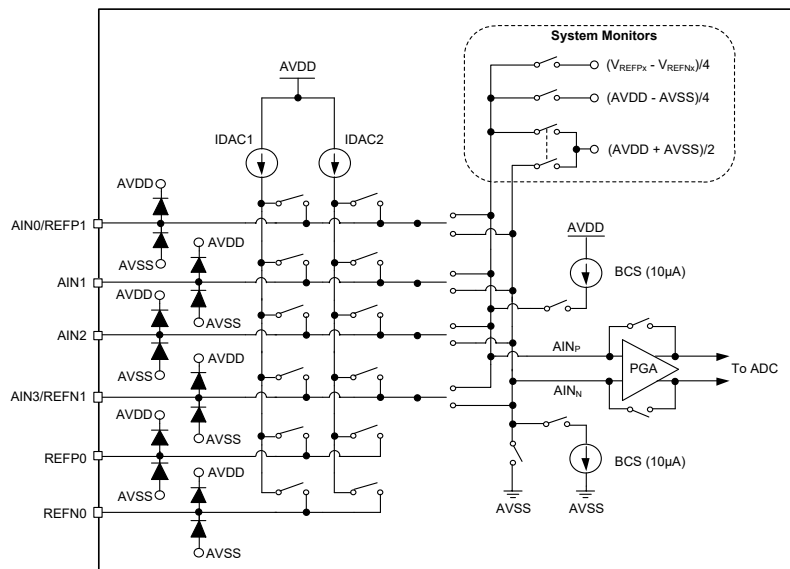 System Monitors
(VREFPx - VREFNx)/4
(AVDD - AVSS)/4
(AVDD + AVSS)/2
AVDD
IDAC1
IDAC2
AVDD
AIN0/REFP1
AVSS
AVDD
AIN1
AVDD
AVSS
AIN2
AVSS
AVDD
AIN3/REFN1
AVDD
AVSS
REFP0
AVSS
AVDD
REFN0
AVSS
AVDD
BCS (10µA)
AINP
PGA
To ADC
AINN
BCS (10µA)
AVSS
AVSS